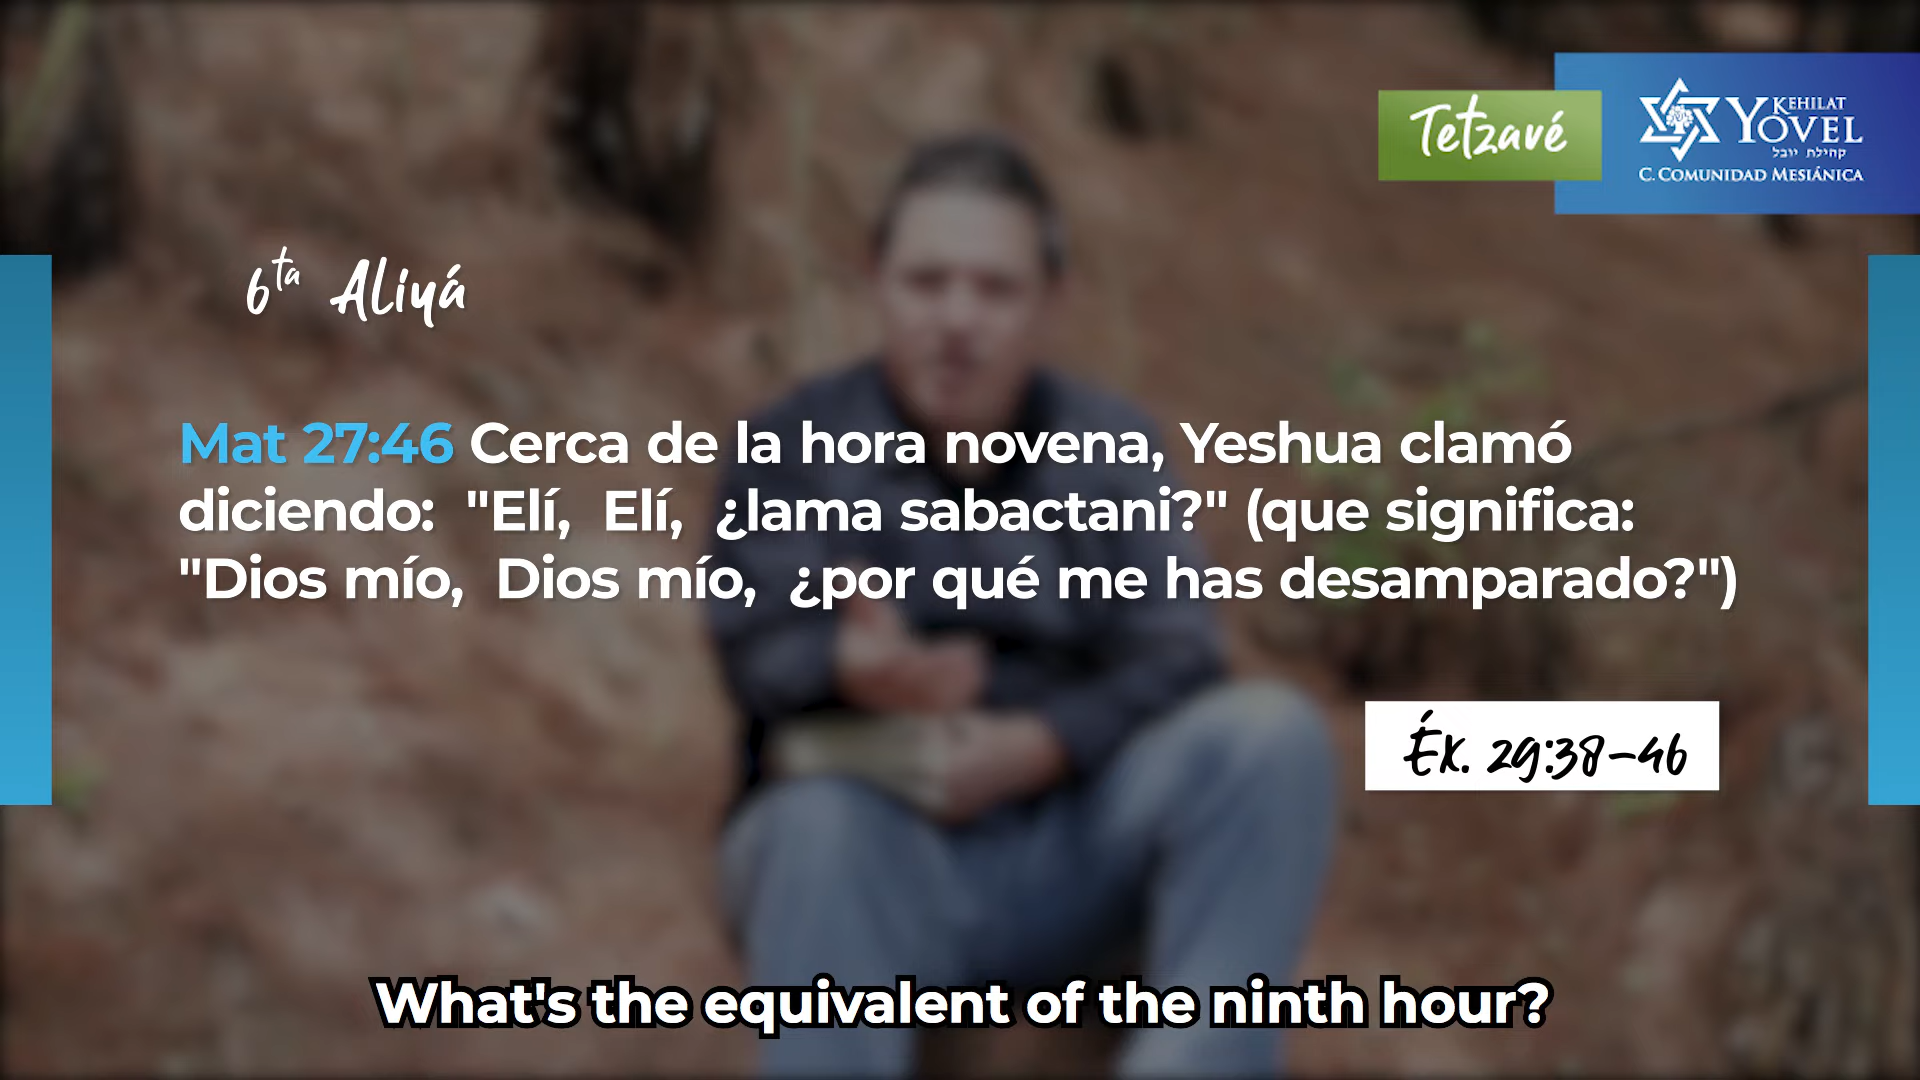 Tetzavé
KEHILAT
YOVEL
קהילת יובל
C. COMUNIDAD MESIÁNICA
6ta Aliyá
Mat 27:46 Cerca de la hora novena, Yeshua clamó
diciendo: "Elí, Elí, ¿lama sabactani?" (que significa:
"Dios mío, Dios mío, ¿por qué me has desamparado?")
Éx. 29:38-46
What's the equivalent of the ninth hour?